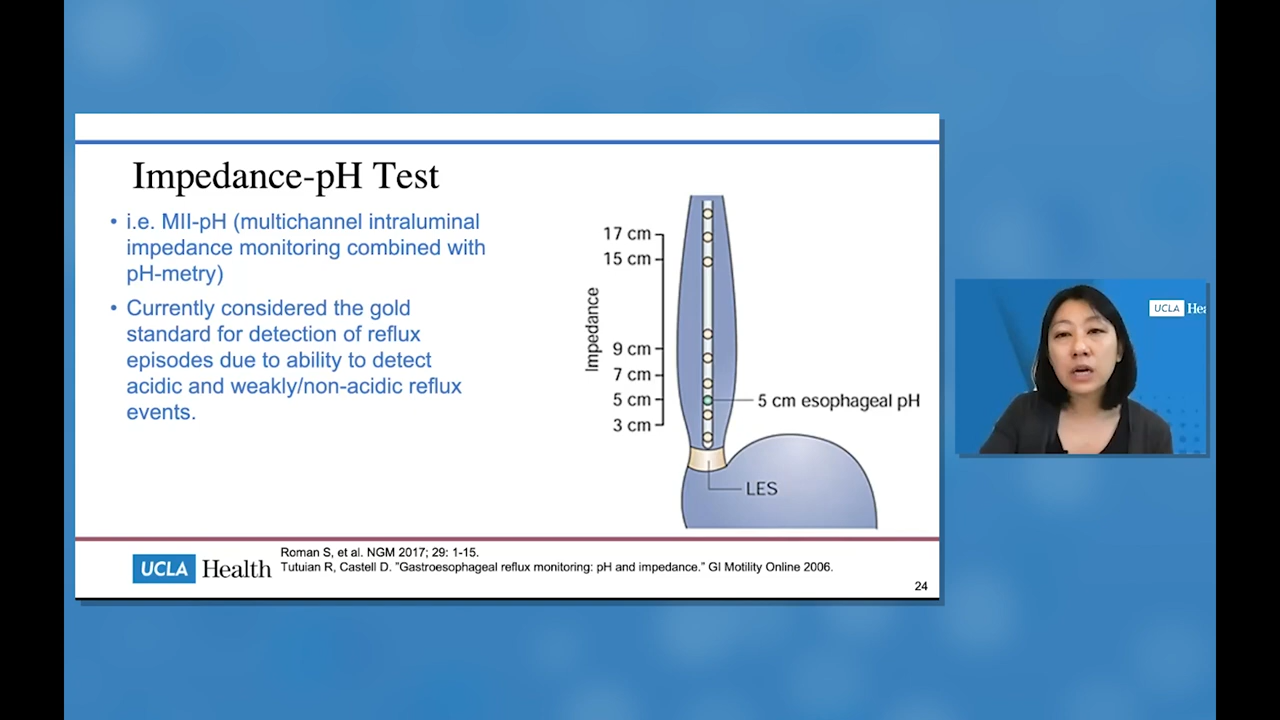 Impedance-pH Test
• i.e. MII-pH (multichannel intraluminal
impedance monitoring combined with
pH-metry)
• Currently considered the gold
standard for detection of reflux
episodes due to ability to detect
acidic and weakly/non-acidic reflux
events.
17 cm
15 cm
Impedance
9 cm
7 cm
5 cm
3 cm
5 cm esophageal pH
LES
UCLA Health
Roman S, et al. NGM 2017; 29: 1-15.
Tutuian R, Castell D. "Gastroesophageal reflux monitoring: pH and impedance." GI Motility Online 2006.
24
UCLA Hea